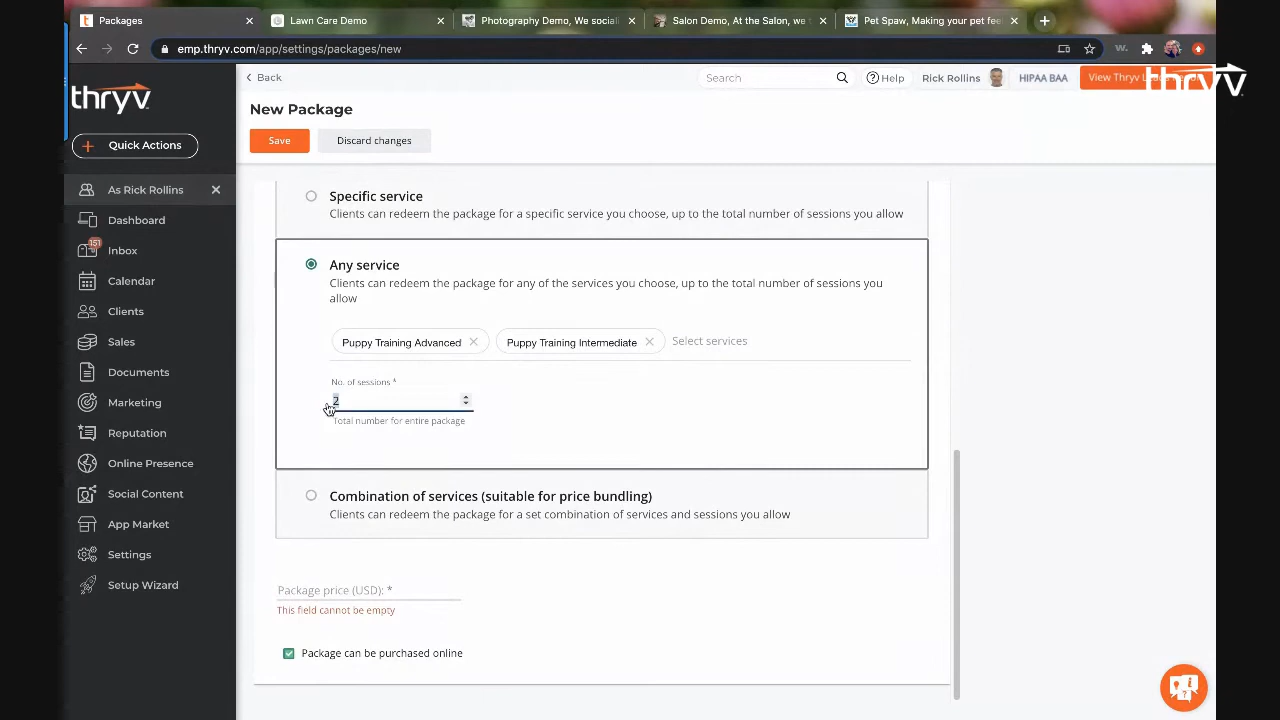 Packages
Lawn Care Demo
Photography Demo, We sociali
Salon Demo, At the Salon, we t
Pet Spaw, Making your pet fee
emp.thryv.com/app/settings/packages/new
thryv
Back
Search
Help
Rick Rollins
HIPAA BAA
View Thryv L
thryv
New Package
Save
Discard changes
Quick Actions
As Rick Rollins
Dashboard
151
Inbox
Calendar
Clients
Sales
Documents
Marketing
Reputation
Online Presence
Social Content
App Market
Settings
Setup Wizard
Specific service
Clients can redeem the package for a specific service you choose, up to the total number of sessions you allow
Any service
Clients can redeem the package for any of the services you choose, up to the total number of sessions you
allow
Puppy Training Advanced
Puppy Training Intermediate
Select services
No. of sessions *
2
Total number for entire package
Combination of services (suitable for price bundling)
Clients can redeem the package for a set combination of services and sessions you allow
Package price (USD): *
This field cannot be empty
Package can be purchased online